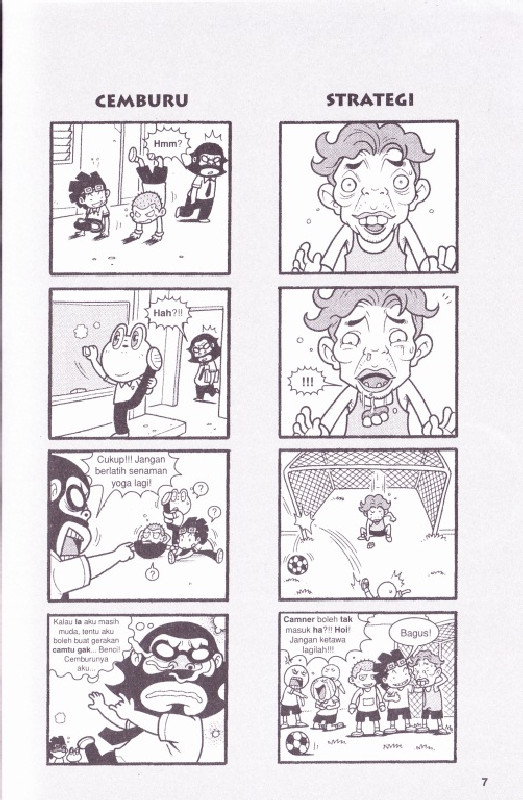 CEMBURU
Hmm?
Hah?!!
Cukup!!! Jangan
berlatih senaman
yoga lagi!
?
?
?
Kalau la aku masih
muda, tentu aku
boleh buat gerakan
camtu gak... Benci!
Cemburunya
aku...
STRATEGI
!!!
Camner boleh tak
masuk ha?!! Hoi!
Jangan ketawa
lagilah!!!
Bagus!
7